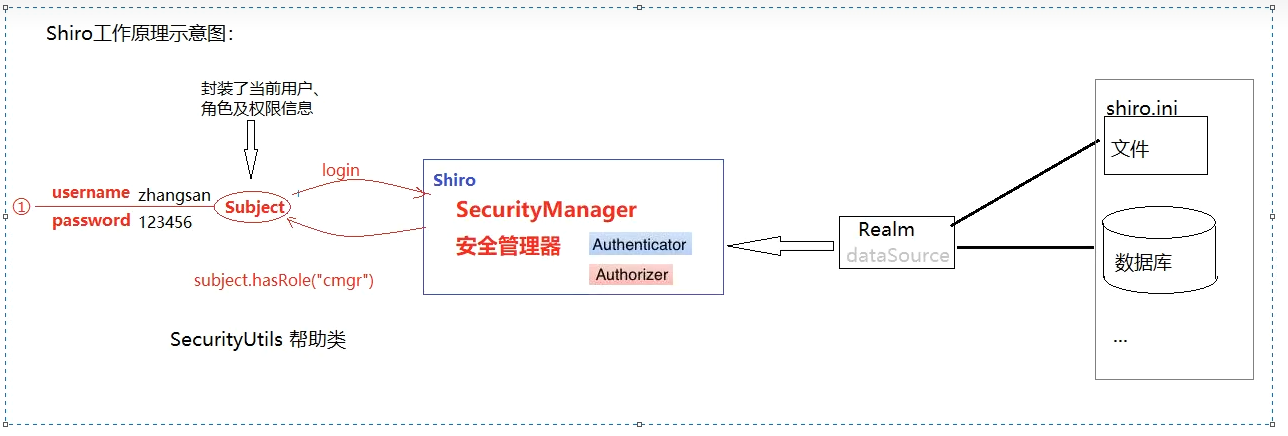 Shiro工作原理示意图：
封装了当前用户、
角色及权限信息
① username zhangsan
password 123456
Subject
login
subject.hasRole("cmgr")
SecurityUtils 帮助类
Shiro
SecurityManager
安全管理器
Authenticator
Authorizer
Realm
dataSource
shiro.ini
文件
数据库
...